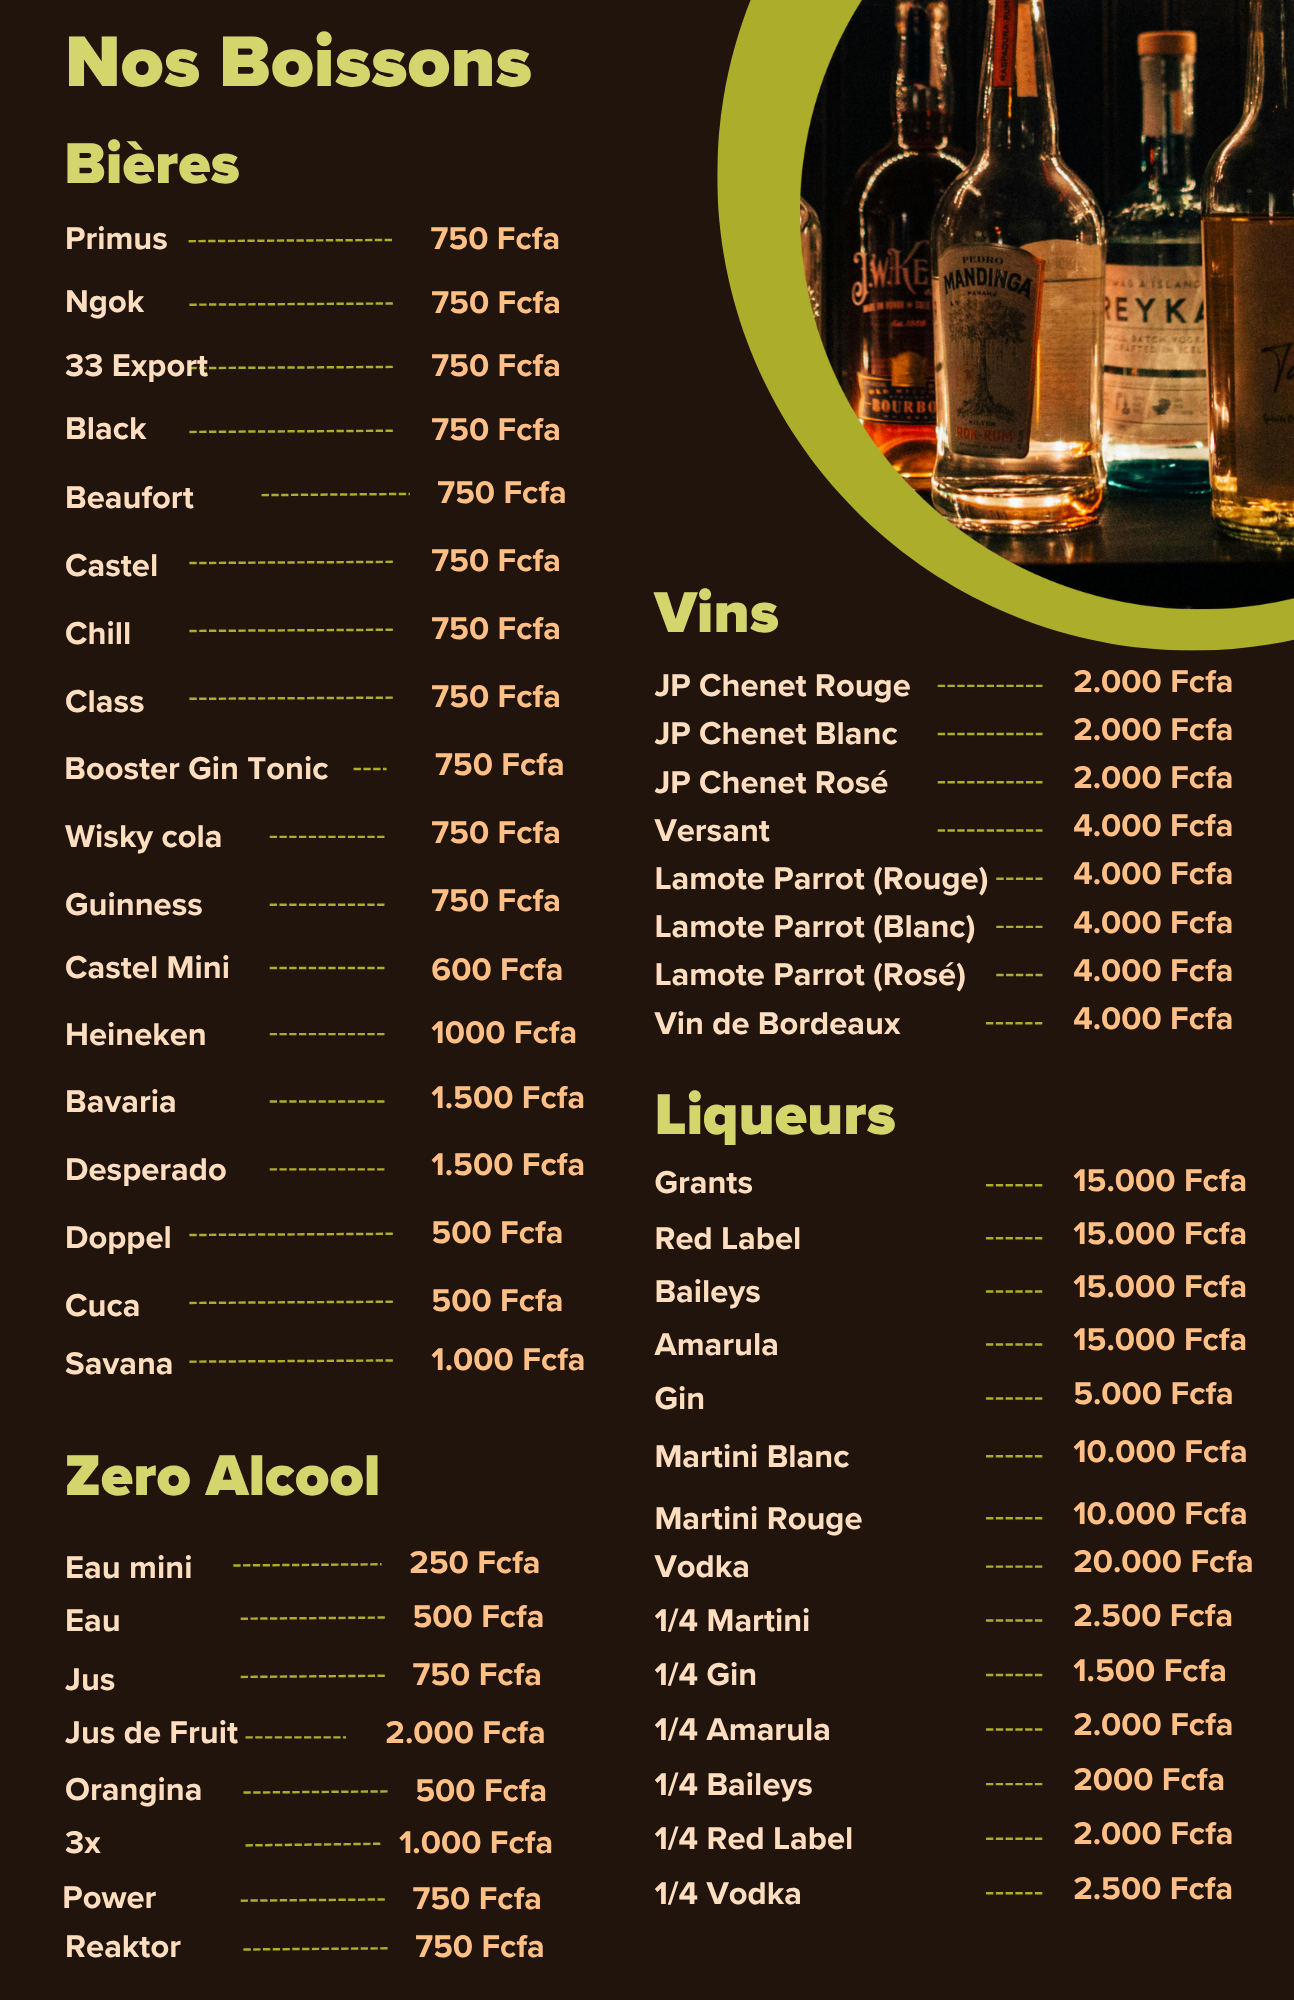 Nos Boissons
Bières
Primus 750 Fcfa
Ngok 750 Fcfa
33 Export 750 Fcfa
Black 750 Fcfa
Beaufort 750 Fcfa
Castel 750 Fcfa
Chill 750 Fcfa
Class 750 Fcfa
Booster Gin Tonic 750 Fcfa
Wisky cola 750 Fcfa
Guinness 750 Fcfa
Castel Mini 600 Fcfa
Heineken 1000 Fcfa
Bavaria 1.500 Fcfa
Desperado 1.500 Fcfa
Doppel 500 Fcfa
Cuca 500 Fcfa
Savana 1.000 Fcfa
Zero Alcool
Eau mini 250 Fcfa
Eau 500 Fcfa
Jus 750 Fcfa
Jus de Fruit 2.000 Fcfa
Orangina 500 Fcfa
3x 1.000 Fcfa
Power 750 Fcfa
Reaktor 750 Fcfa
PEDRO
MANDINGA
PANAMA
SILVER
RON-RUM
J.W.KE
BOURBO
REYKA
Vins
JP Chenet Rouge 2.000 Fcfa
JP Chenet Blanc 2.000 Fcfa
JP Chenet Rosé 2.000 Fcfa
Versant 4.000 Fcfa
Lamote Parrot (Rouge) 4.000 Fcfa
Lamote Parrot (Blanc) 4.000 Fcfa
Lamote Parrot (Rosé) 4.000 Fcfa
Vin de Bordeaux 4.000 Fcfa
Liqueurs
Grants 15.000 Fcfa
Red Label 15.000 Fcfa
Baileys 15.000 Fcfa
Amarula 15.000 Fcfa
Gin 5.000 Fcfa
Martini Blanc 10.000 Fcfa
Martini Rouge 10.000 Fcfa
Vodka 20.000 Fcfa
1/4 Martini 2.500 Fcfa
1/4 Gin 1.500 Fcfa
1/4 Amarula 2.000 Fcfa
1/4 Baileys 2000 Fcfa
1/4 Red Label 2.000 Fcfa
1/4 Vodka 2.500 Fcfa